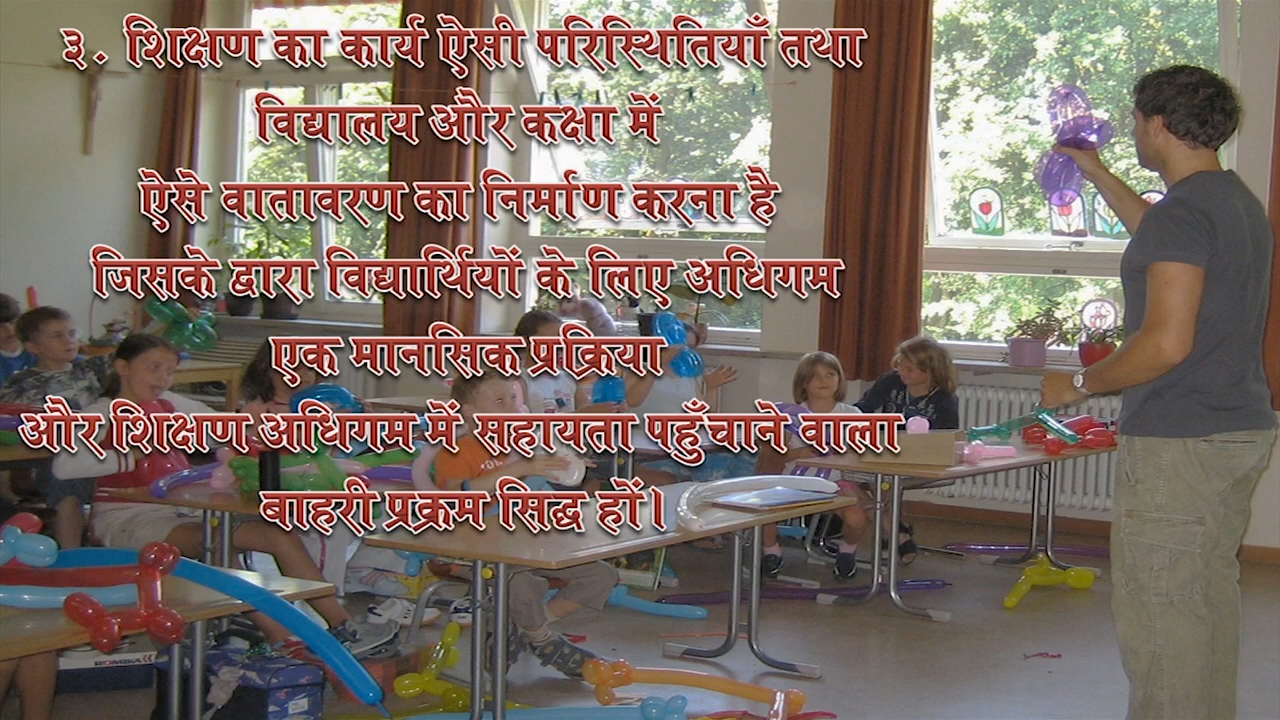 ३. शिक्षण का कार्य ऐसी परिस्थितियाँ तथा
विद्यालय और कक्षा में
ऐसे वातावरण का निर्माण करना है
जिसके द्वारा विद्यार्थियों के लिए अधिगम
एक मानसिक प्रक्रिया
और शिक्षण अधिगम में सहायता पहुँचाने वाला
बाहरी प्रक्रम सिद्ध हों।
ROMIKA